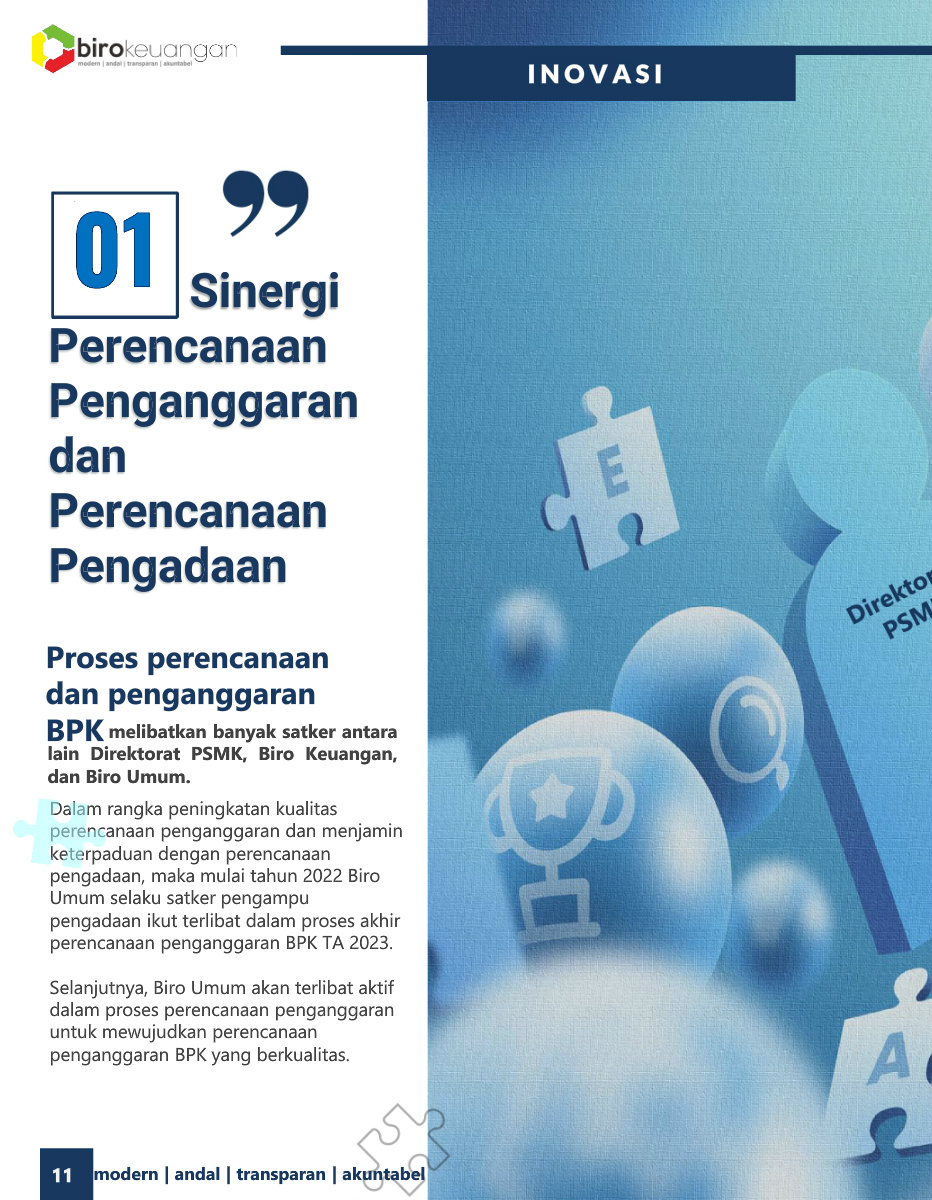 birokeuangan
modern | andal | transparan | akuntabel
INOVASI
01
”
Sinergi
Perencanaan
Penganggaran
dan
Perencanaan
Pengadaan
Proses perencanaan
dan penganggaran
BPK melibatkan banyak satker antara
lain Direktorat PSMK, Biro Keuangan,
dan Biro Umum.
Dalam rangka peningkatan kualitas
perencanaan penganggaran dan menjamin
keterpaduan dengan perencanaan
pengadaan, maka mulai tahun 2022 Biro
Umum selaku satker pengampu
pengadaan ikut terlibat dalam proses akhir
perencanaan penganggaran BPK TA 2023.
Selanjutnya, Biro Umum akan terlibat aktif
dalam proses perencanaan penganggaran
untuk mewujudkan perencanaan
penganggaran BPK yang berkualitas.
E
A
11
modern | andal | transparan | akuntabel